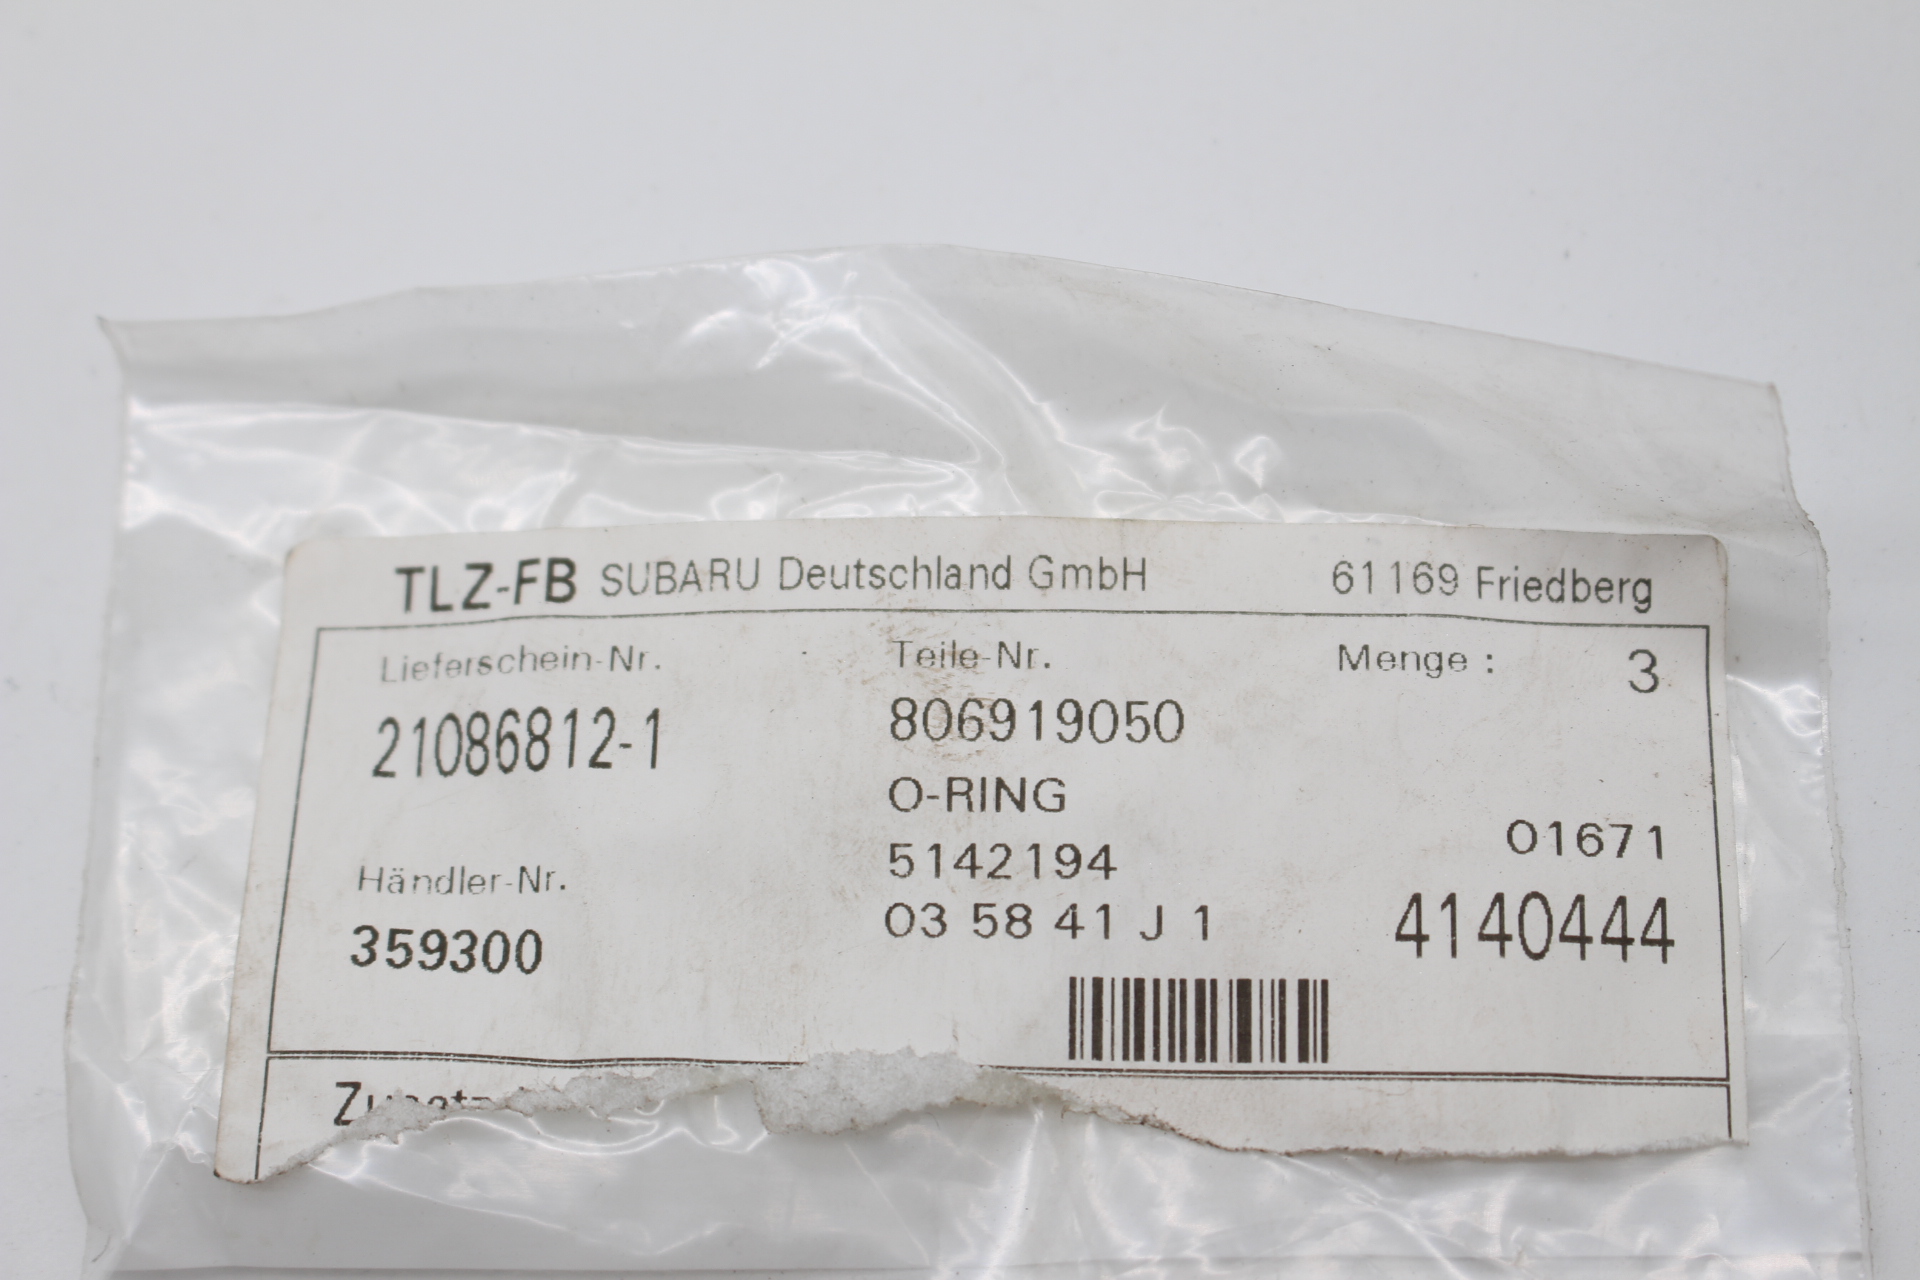 TLZ-FB SUBARU Deutschland GmbH 61169 Friedberg
Lieferschein-Nr. Teile-Nr. Menge : 3
21086812-1 806919050
O-RING
5142194 01671
Händler-Nr.
03 58 41 J 1 4140444
359300